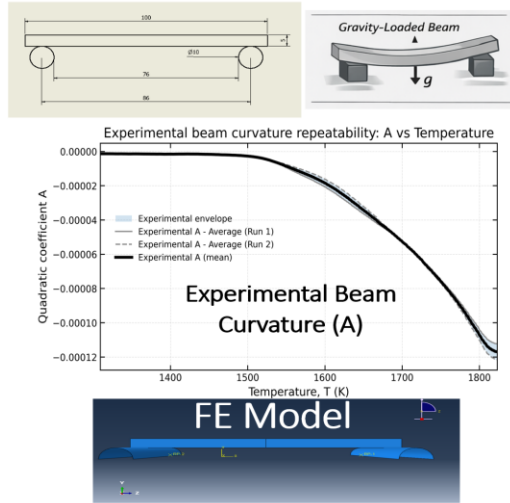 100
5
Ø10
76
86
Gravity-Loaded Beam
g
Experimental beam curvature repeatability: A vs Temperature
Quadratic coefficient A
0.00000
−0.00002
−0.00004
−0.00006
−0.00008
−0.00010
−0.00012
Experimental envelope
Experimental A - Average (Run 1)
Experimental A - Average (Run 2)
Experimental A (mean)
Experimental Beam
Curvature (A)
1400
1500
1600
1700
1800
Temperature, T (K)
FE Model
Y